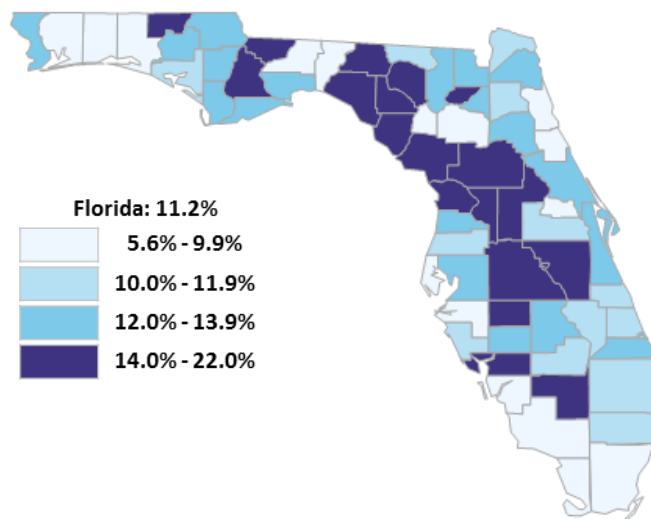 Florida: 11.2%
5.6% - 9.9%
10.0% - 11.9%
12.0% - 13.9%
14.0% - 22.0%